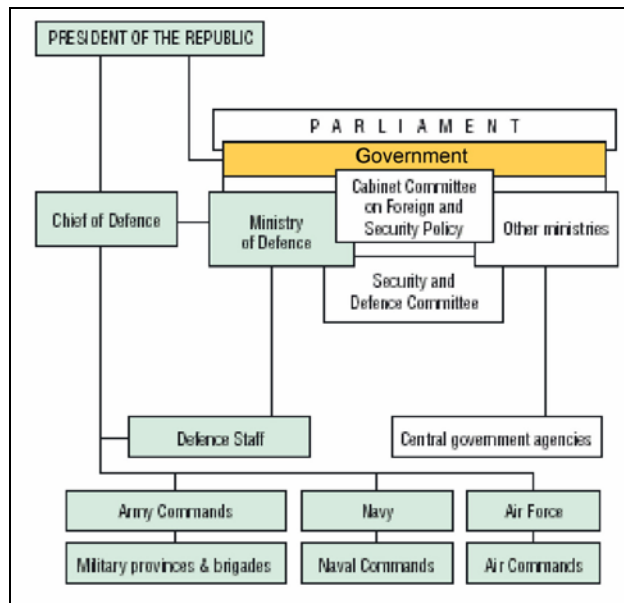 PRESIDENT OF THE REPUBLIC
PARLIAMENT
Government
Cabinet Committee
on Foreign and
Security Policy
Chief of Defence
Ministry
of Defence
Other ministries
Security and
Defence Committee
Defence Staff
Central government agencies
Army Commands
Navy
Air Force
Military provinces & brigades
Naval Commands
Air Commands